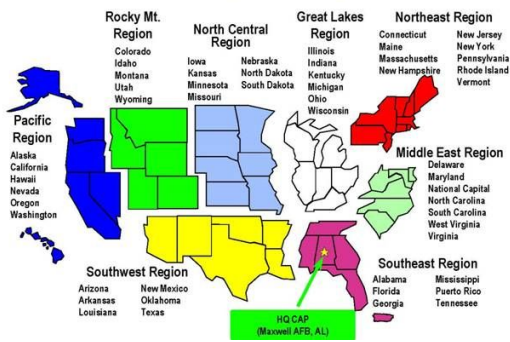 Rocky Mt.
Region
Colorado
Idaho
Montana
Utah
Wyoming
North Central
Region
Iowa
Kansas
Minnesota
Missouri
Nebraska
North Dakota
South Dakota
Great Lakes
Region
Illinois
Indiana
Kentucky
Michigan
Ohio
Wisconsin
Northeast Region
Connecticut
Maine
Massachusetts
New Hampshire
New Jersey
New York
Pennsylvania
Rhode Island
Vermont
Pacific
Region
Alaska
California
Hawaii
Nevada
Oregon
Washington
Middle East Region
Delaware
Maryland
National Capital
North Carolina
South Carolina
West Virginia
Virginia
Southwest Region
Arizona
Arkansas
Louisiana
New Mexico
Oklahoma
Texas
Southeast Region
Alabama
Florida
Georgia
Mississippi
Puerto Rico
Tennessee
HQ CAP
(Maxwell AFB, AL)